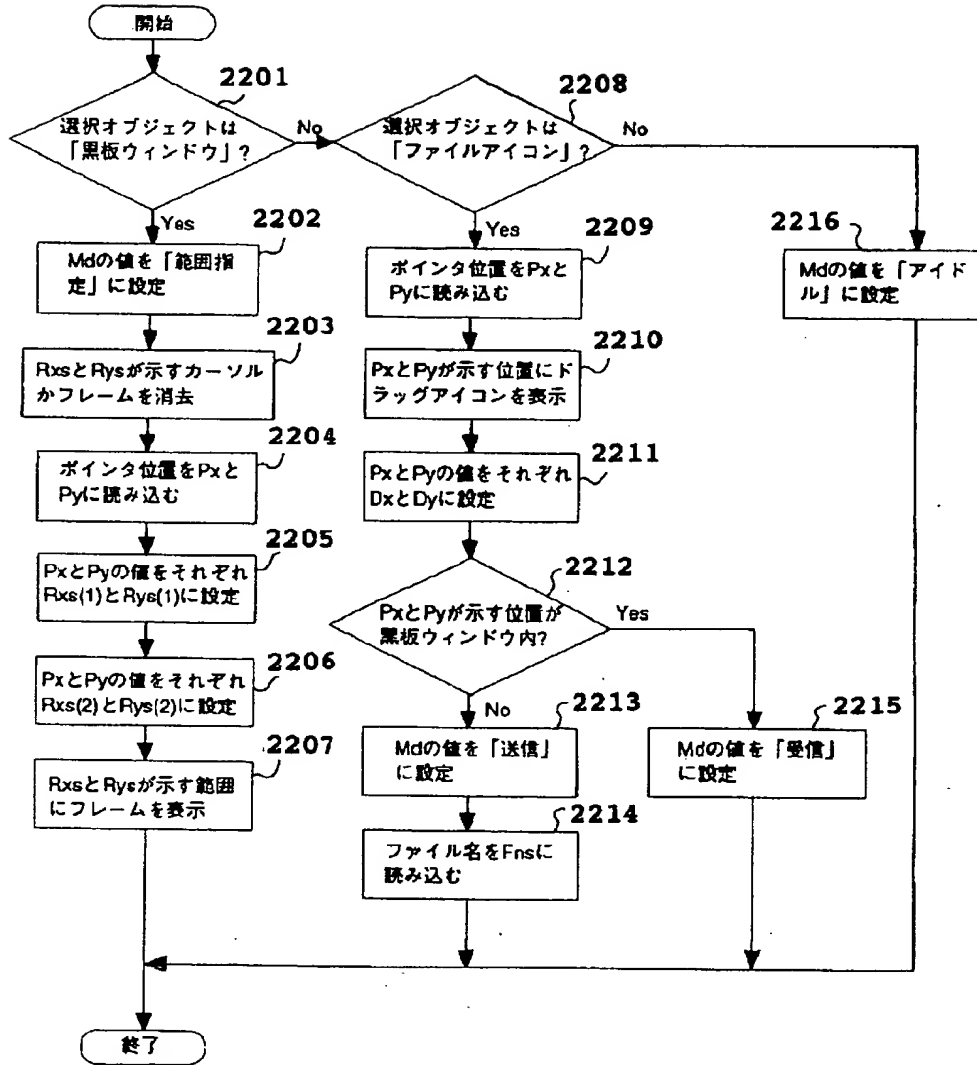 開始
2201
選択オブジェクトは
「黒板ウィンドウ」?
No
Yes
2202
Mdの値を「範囲指
定」に設定
2203
RxsとRysが示すカーソル
かフレームを消去
2204
ポインタ位置をPxと
Pyに読み込む
2205
PxとPyの値をそれぞれ
Rxs(1)とRys(1)に設定
2206
PxとPyの値をそれぞれ
Rxs(2)とRys(2)に設定
2207
RxsとRysが示す範囲
にフレームを表示
2208
選択オブジェクトは
「ファイルアイコン」?
No
Yes
2209
ポインタ位置をPxと
Pyに読み込む
2210
PxとPyが示す位置にド
ラッグアイコンを表示
2211
PxとPyの値をそれぞれ
DxとDyに設定
2212
PxとPyが示す位置が
黒板ウィンドウ内?
Yes
No
2213
Mdの値を「送信」
に設定
2214
ファイル名をFnsに
読み込む
2215
Mdの値を「受信」
に設定
2216
Mdの値を「アイド
ル」に設定
終了